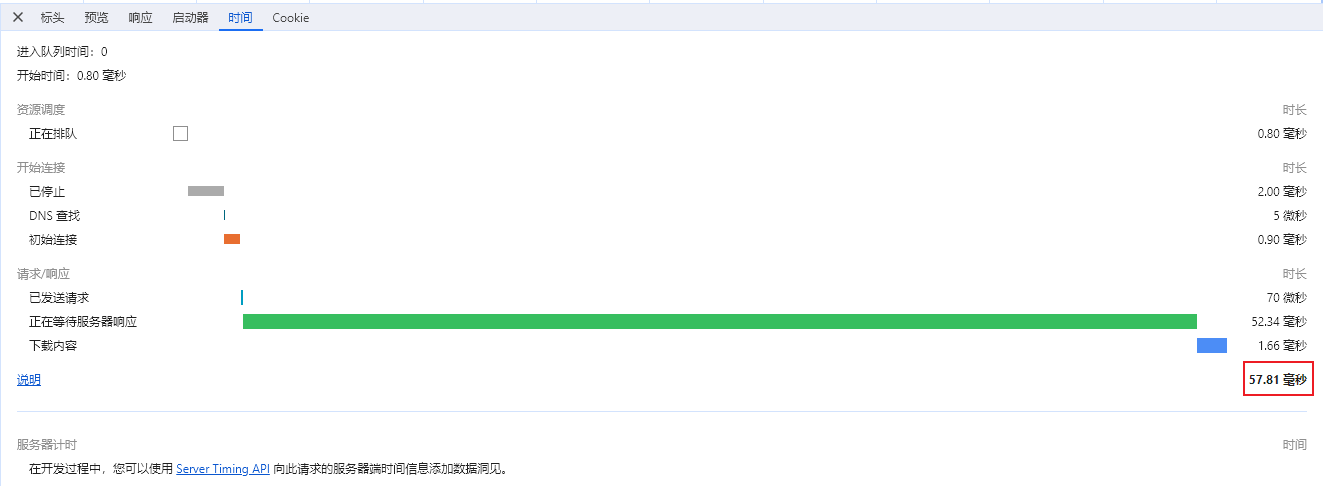 标头 预览 响应 启动器 时间 Cookie
进入队列时间：0
开始时间：0.80 毫秒
资源调度 时长
正在排队 0.80 毫秒
开始连接 时长
已停止 2.00 毫秒
DNS 查找 5 微秒
初始连接 0.90 毫秒
请求/响应 时长
已发送请求 70 微秒
正在等待服务器响应 52.34 毫秒
下载内容 1.66 毫秒
说明 57.81 毫秒
服务器计时 时间
在开发过程中，您可以使用 Server Timing API 向此请求的服务器端时间信息添加数据洞见。